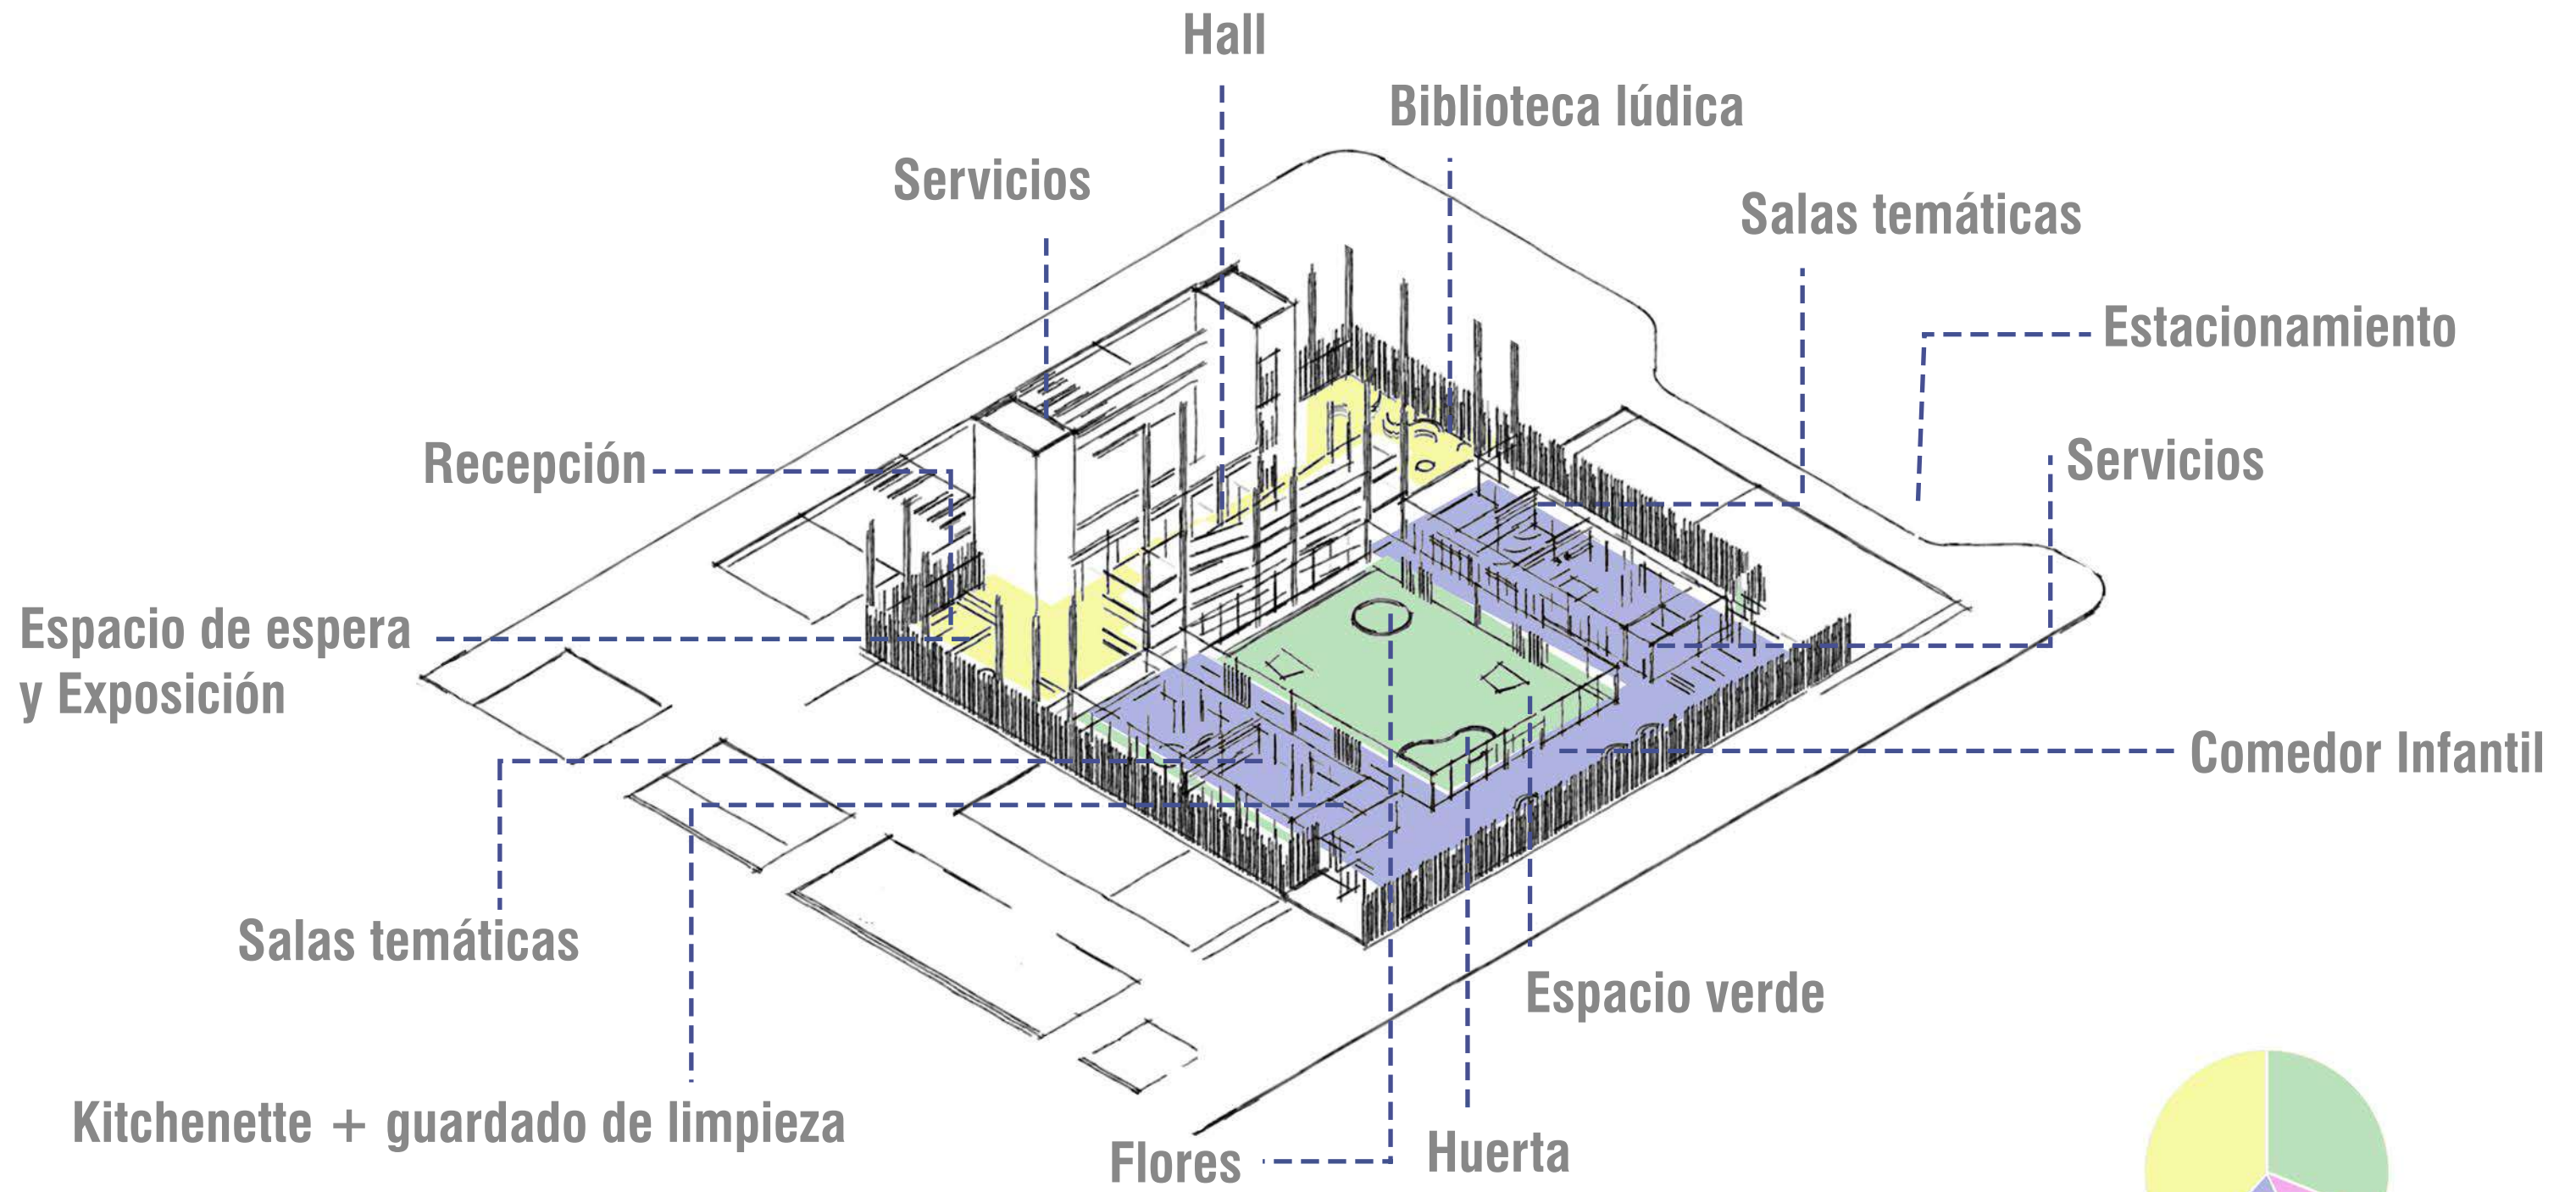 Hall
Biblioteca lúdica
Servicios
Salas temáticas
Estacionamiento
Recepción
Servicios
Espacio de espera
y Exposición
Comedor Infantil
Salas temáticas
Espacio verde
Kitchenette + guardado de limpieza
Flores
Huerta